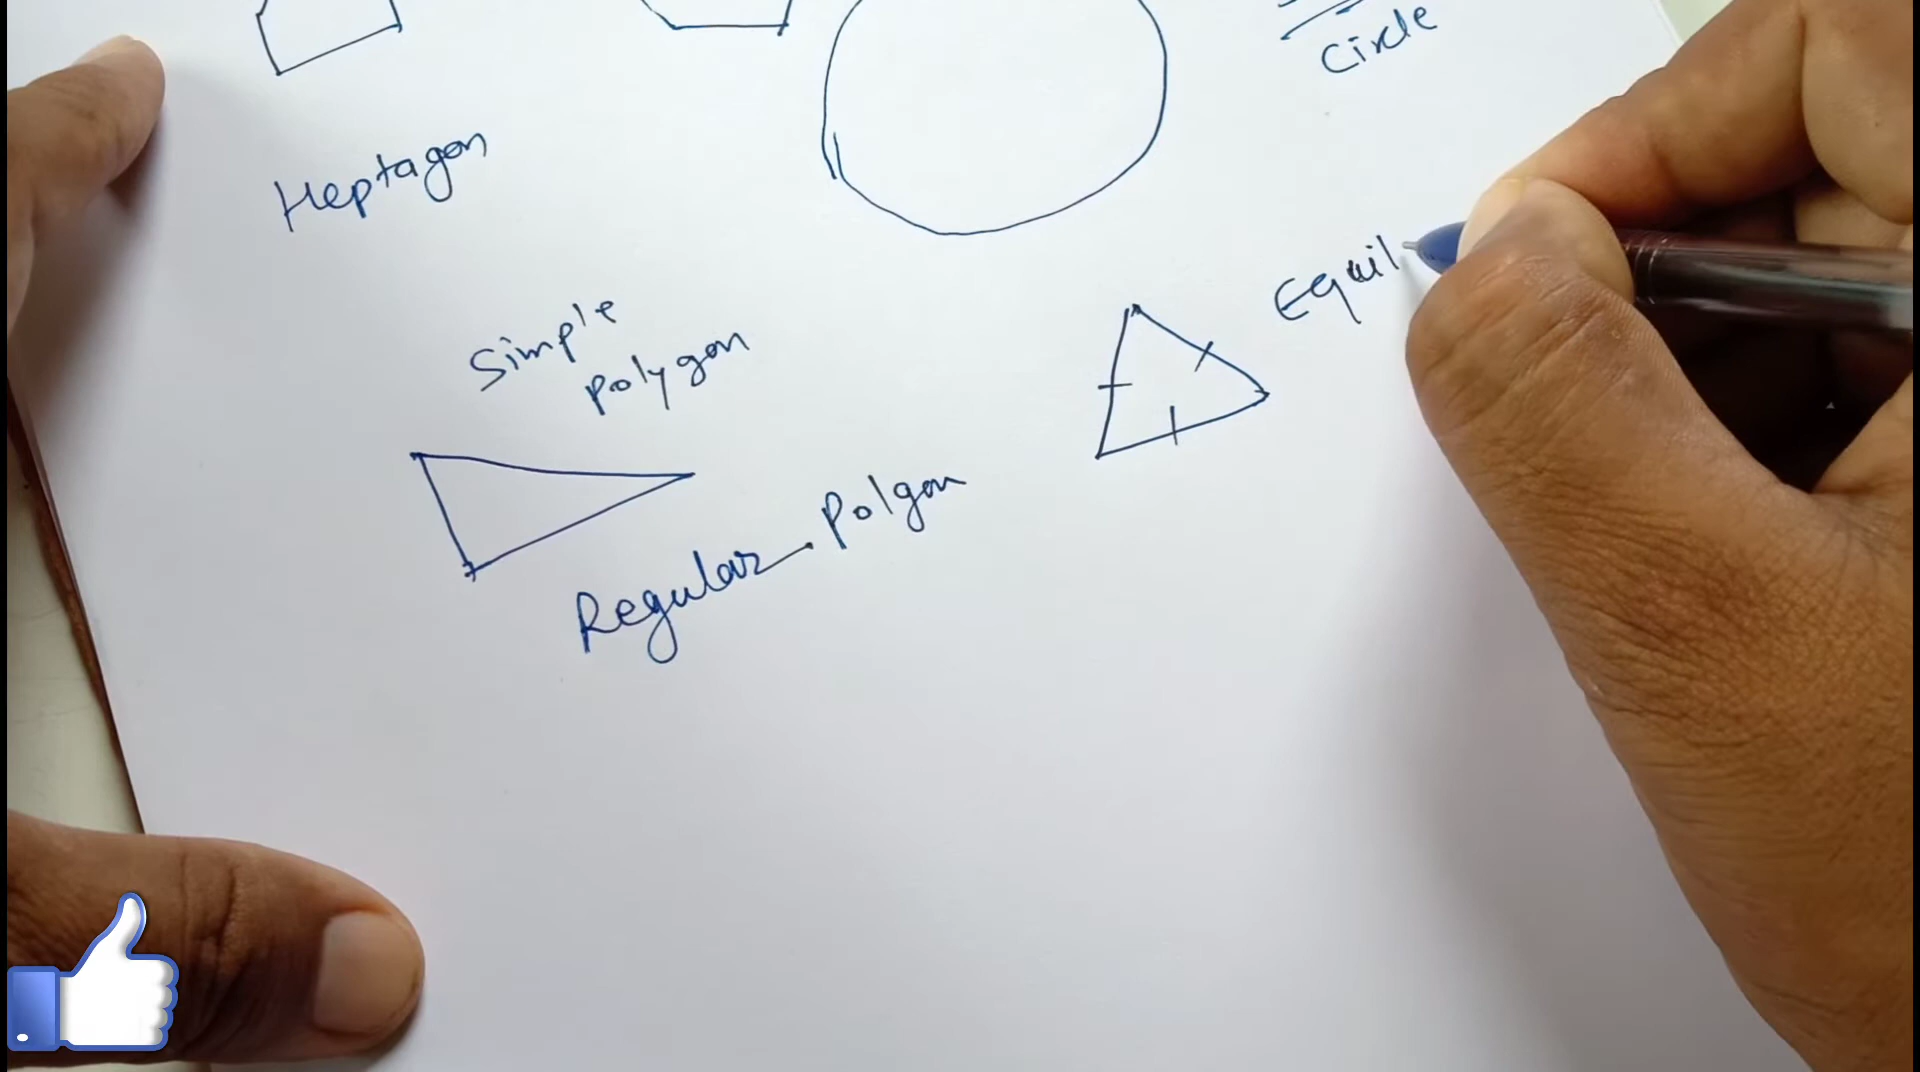 Circle
Heptagon
Equil
Simple
Polygon
Regular Polgon